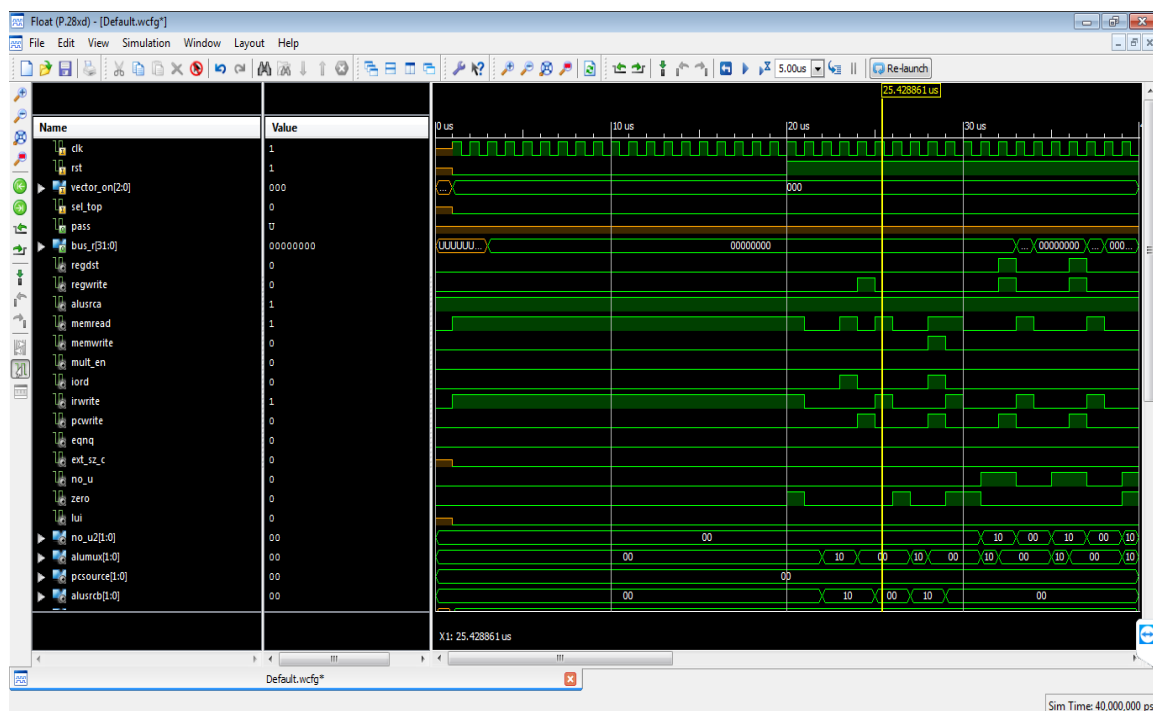 Float (P.28xd) - [Default.wcfg*]
File Edit View Simulation Window Layout Help
5.00us Re-launch
25.428861 us
Name Value
0 us 10 us 20 us 30 us
clk 1
rst 1
vector_on[2:0] 000 ... 000
sel_top 0
pass U
bus_r[31:0] 00000000 UUUUUU... 00000000 ... 00000000 ... 000...
regdst 0
regwrite 0
alusrca 1
memread 1
memwrite 0
mult_en 0
iord 0
irwrite 1
pcwrite 0
eqnq 0
ext_sz_c 0
no_u 0
zero 0
lui 0
no_u2[1:0] 00 00 10 00 10 00 10
alumux[1:0] 00 00 10 00 10 00 10 00 10 00 10
pcsource[1:0] 00 00
alusrcb[1:0] 00 00 10 00 10 00
X1: 25.428861 us
Default.wcfg*
Sim Time: 40,000,000 ps